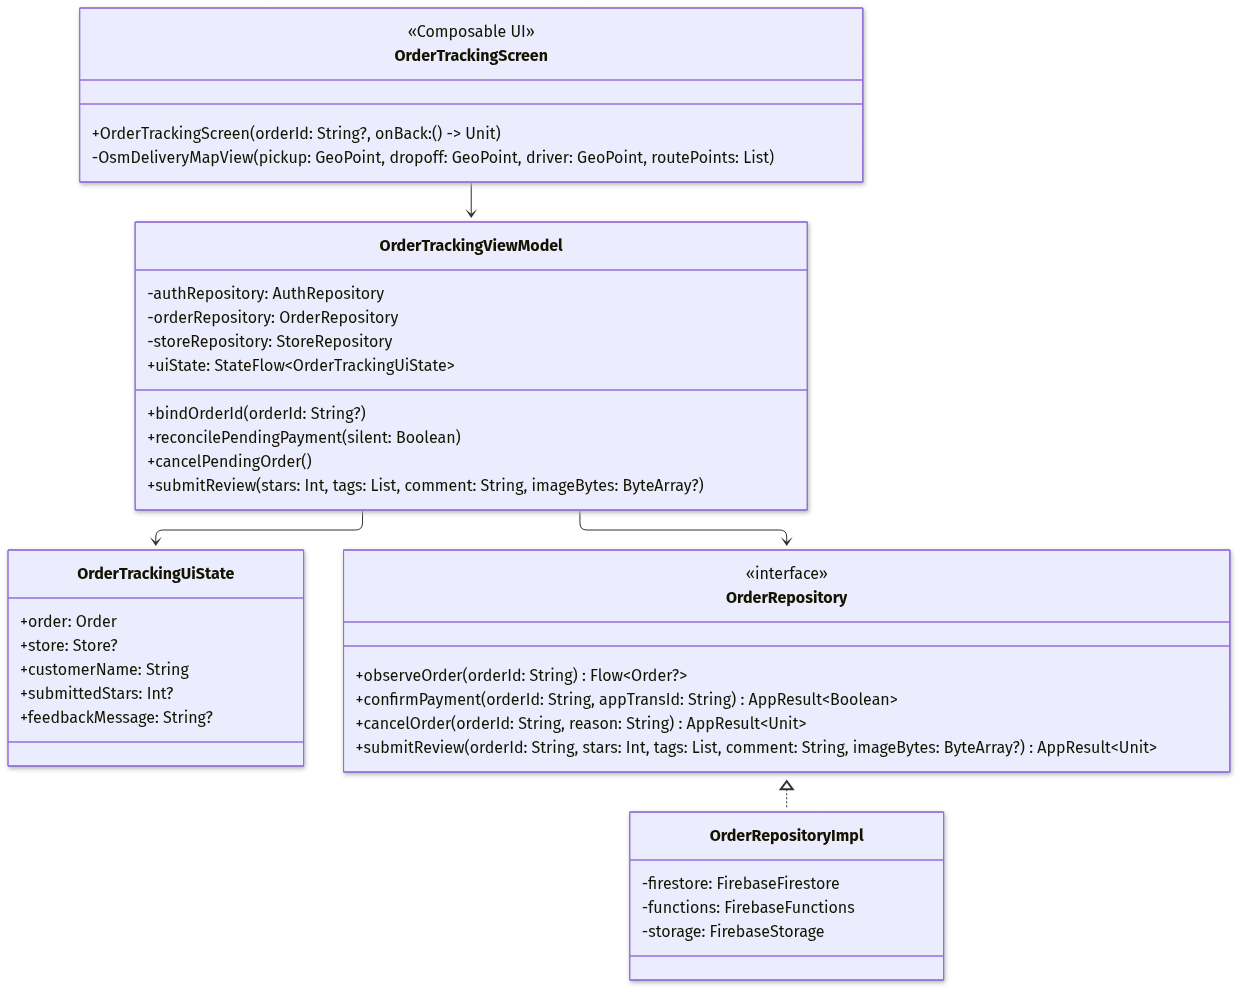 «Composable UI»
OrderTrackingScreen
+OrderTrackingScreen(orderId: String?, onBack:() -> Unit)
-OsmDeliveryMapView(pickup: GeoPoint, dropoff: GeoPoint, driver: GeoPoint, routePoints: List)
OrderTrackingViewModel
-authRepository: AuthRepository
-orderRepository: OrderRepository
-storeRepository: StoreRepository
+uiState: StateFlow<OrderTrackingUiState>
+bindOrderId(orderId: String?)
+reconcilePendingPayment(silent: Boolean)
+cancelPendingOrder()
+submitReview(stars: Int, tags: List, comment: String, imageBytes: ByteArray?)
OrderTrackingUiState
+order: Order
+store: Store?
+customerName: String
+submittedStars: Int?
+feedbackMessage: String?
«interface»
OrderRepository
+observeOrder(orderId: String) : Flow<Order?>
+confirmPayment(orderId: String, appTransId: String) : AppResult<Boolean>
+cancelOrder(orderId: String, reason: String) : AppResult<Unit>
+submitReview(orderId: String, stars: Int, tags: List, comment: String, imageBytes: ByteArray?) : AppResult<Unit>
OrderRepositoryImpl
-firestore: FirebaseFirestore
-functions: FirebaseFunctions
-storage: FirebaseStorage